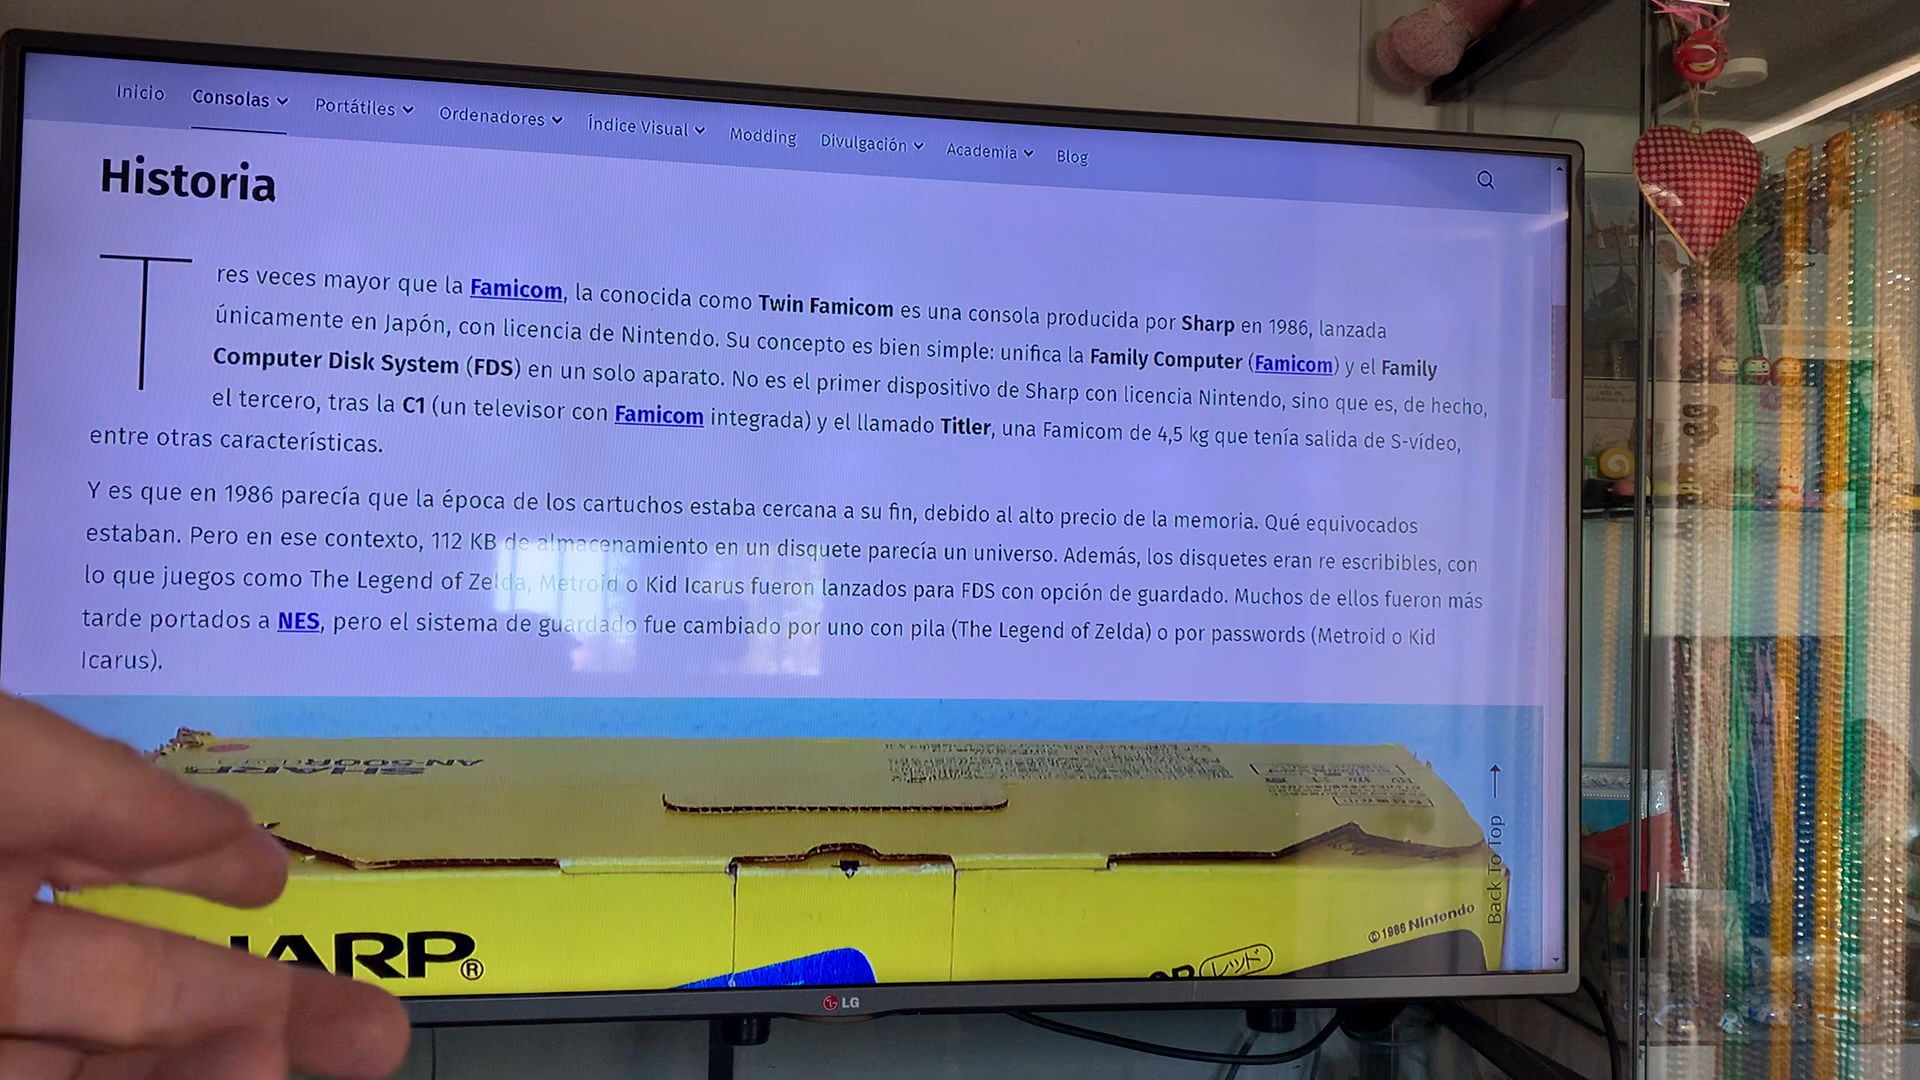 Inicio Consolas Portátiles Ordenadores Índice Visual Modding Divulgación Academia Blog
Historia
Tres veces mayor que la Famicom, la conocida como Twin Famicom es una consola producida por Sharp en 1986, lanzada
únicamente en Japón, con licencia de Nintendo. Su concepto es bien simple: unifica la Family Computer (Famicom) y el Family
Computer Disk System (FDS) en un solo aparato. No es el primer dispositivo de Sharp con licencia Nintendo, sino que es, de hecho,
el tercero, tras la C1 (un televisor con Famicom integrada) y el llamado Titler, una Famicom de 4,5 kg que tenía salida de S-vídeo,
entre otras características.
Y es que en 1986 parecía que la época de los cartuchos estaba cercana a su fin, debido al alto precio de la memoria. Qué equivocados
estaban. Pero en ese contexto, 112 KB de almacenamiento en un disquete parecía un universo. Además, los disquetes eran re escribibles, con
lo que juegos como The Legend of Zelda, Metroid o Kid Icarus fueron lanzados para FDS con opción de guardado. Muchos de ellos fueron más
tarde portados a NES, pero el sistema de guardado fue cambiado por uno con pila (The Legend of Zelda) o por passwords (Metroid o Kid
Icarus).
SHARP
AN-500R
Back To Top
©1986 Nintendo
HARP®
レッド
LG